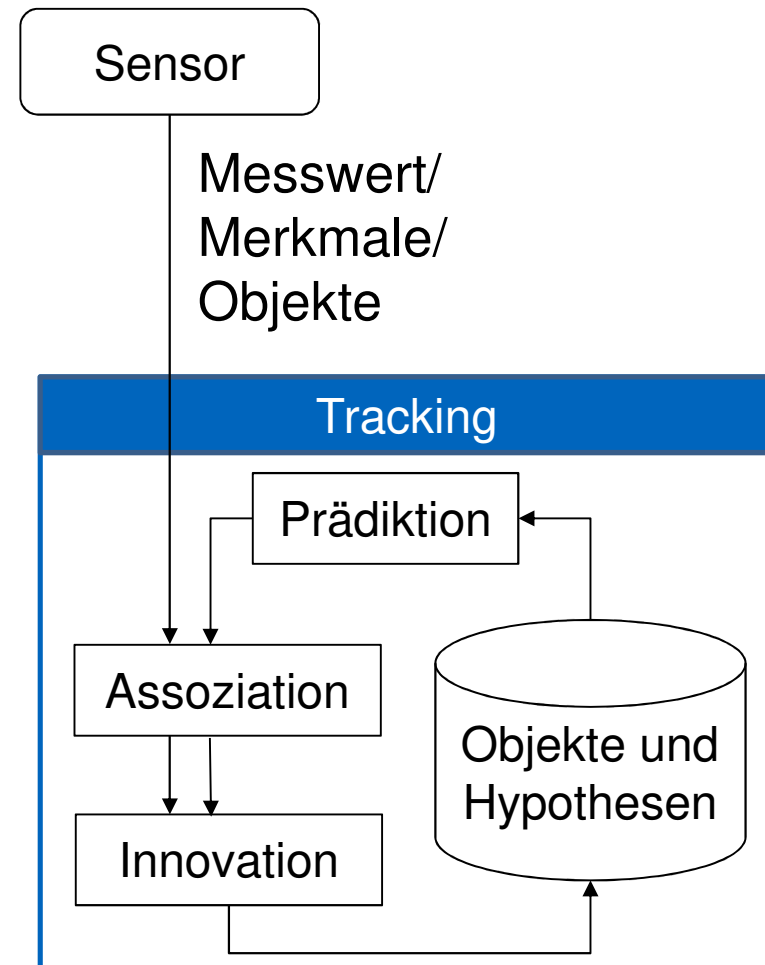 Sensor
Messwert/
Merkmale/
Objekte
Tracking
Prädiktion
Assoziation
Objekte und
Hypothesen
Innovation